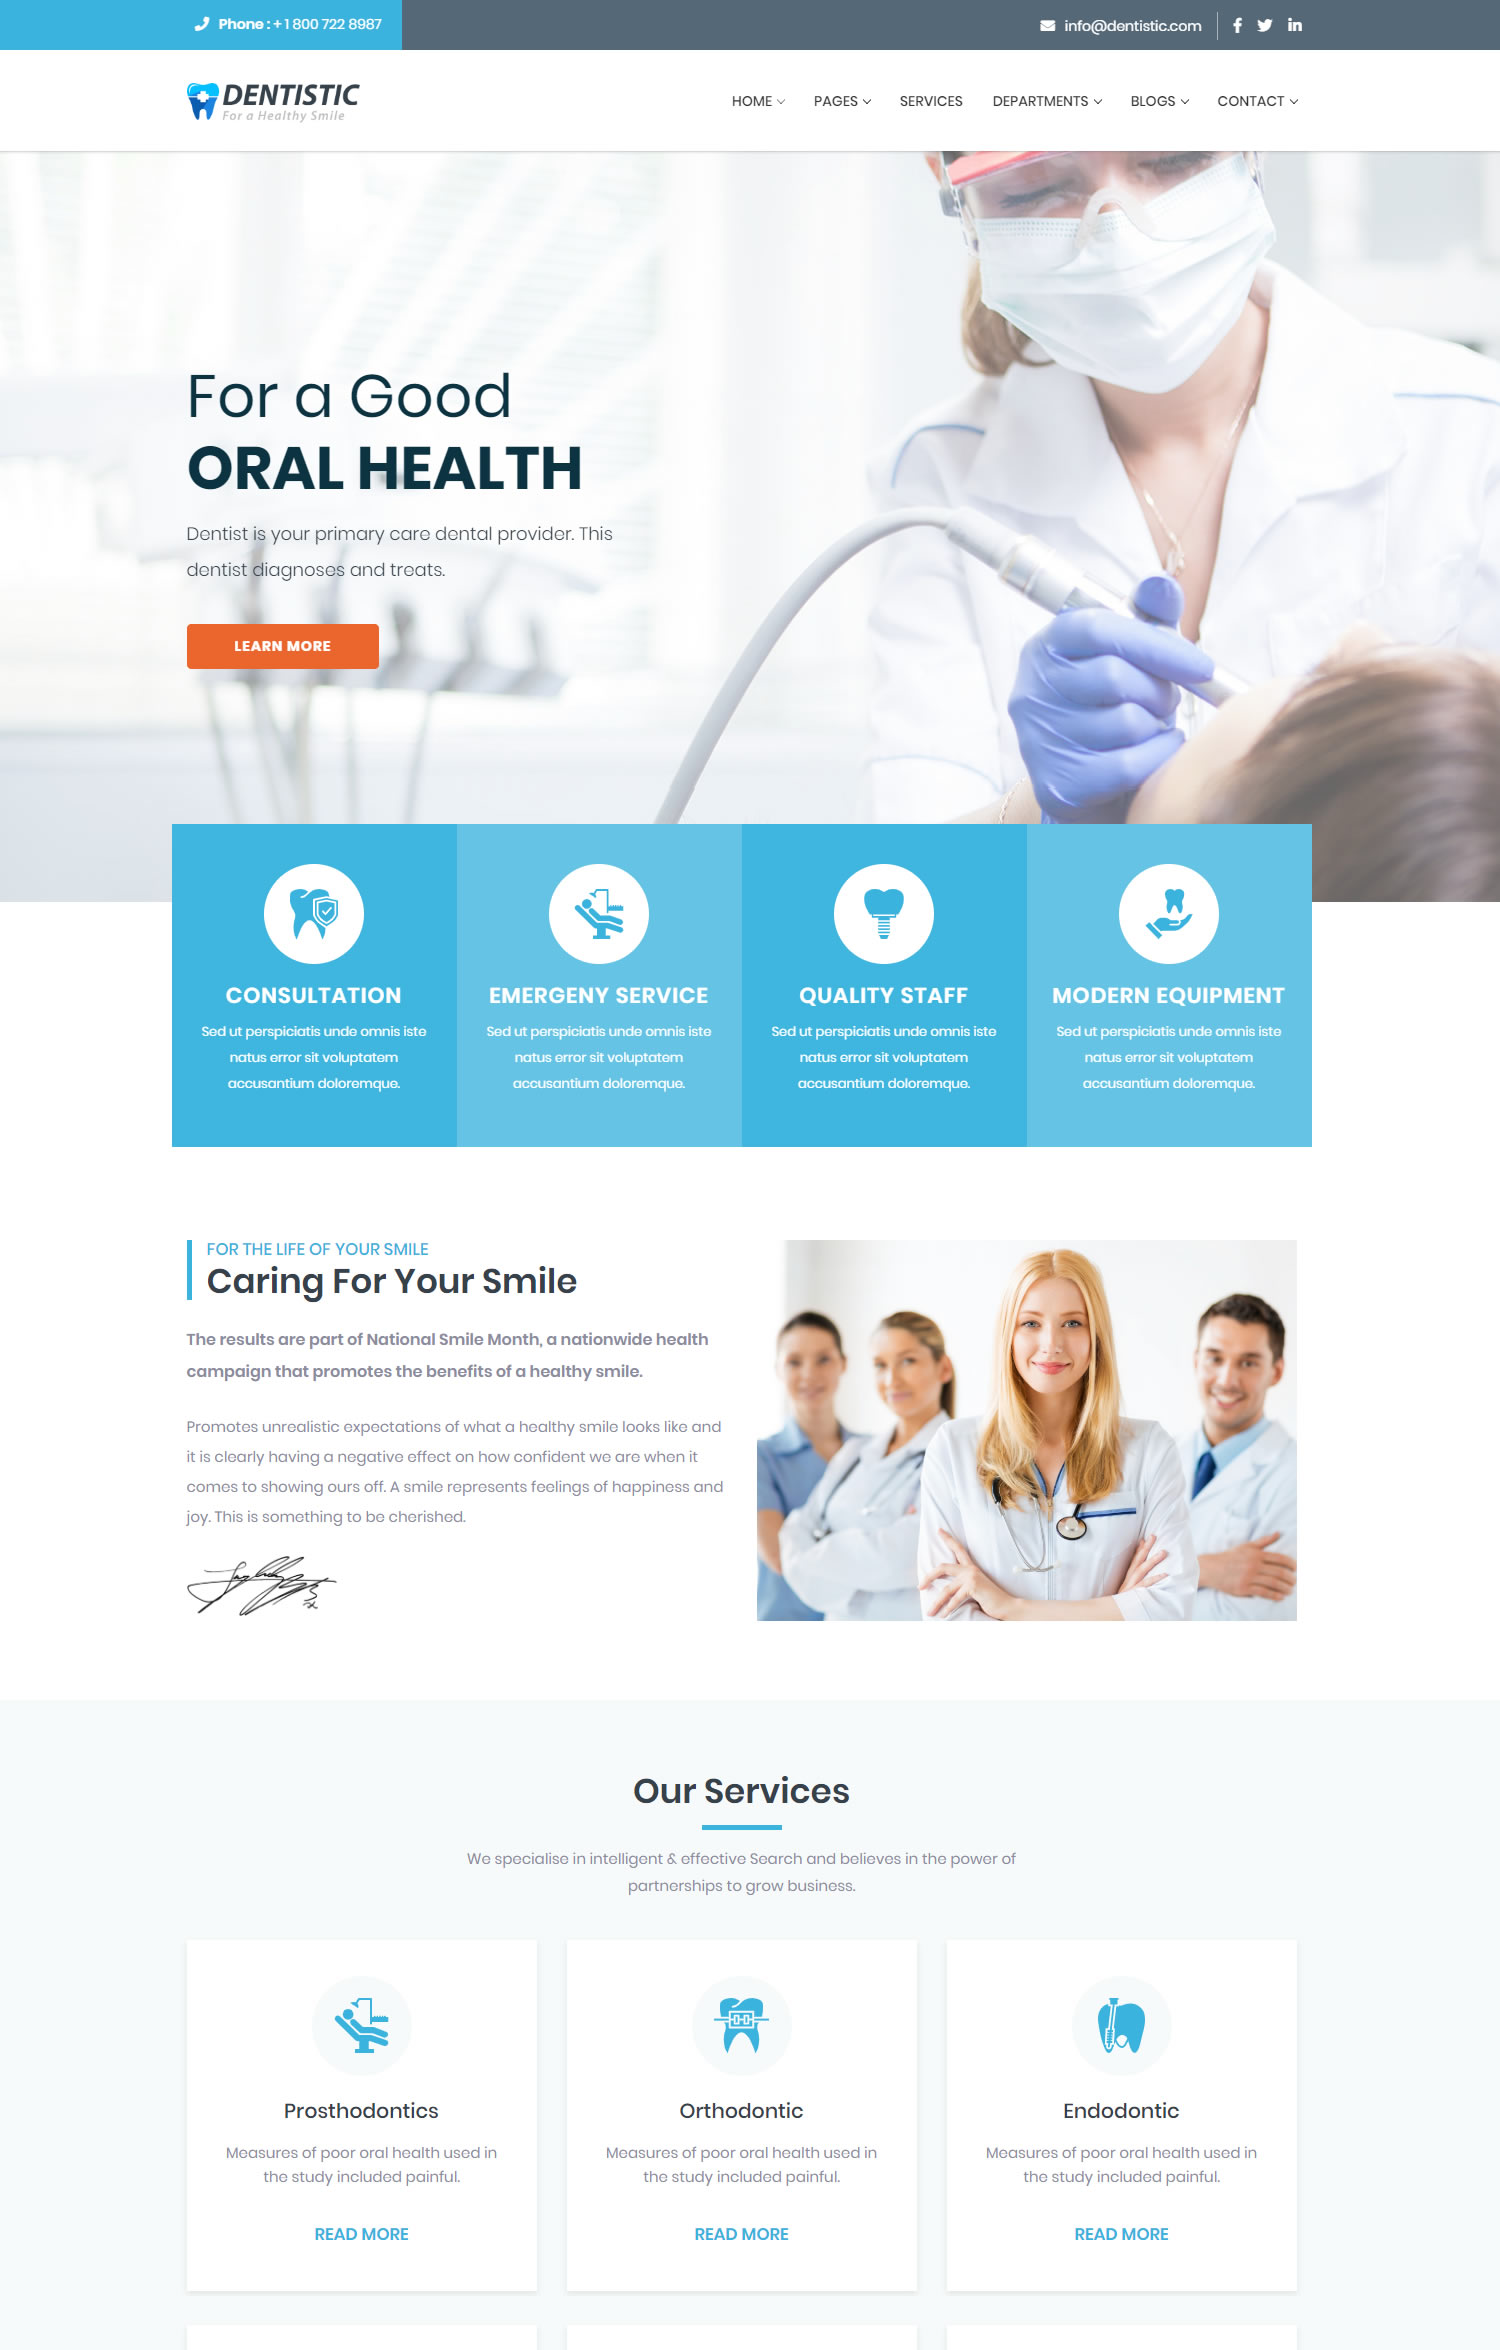 Phone : + 1 800 722 8987
info@dentistic.com
DENTISTIC
For a Healthy Smile
HOME
PAGES
SERVICES
DEPARTMENTS
BLOGS
CONTACT
For a Good
ORAL HEALTH
Dentist is your primary care dental provider. This
dentist diagnoses and treats.
LEARN MORE
CONSULTATION
Sed ut perspiciatis unde omnis iste
natus error sit voluptatem
accusantium doloremque.
EMERGENY SERVICE
Sed ut perspiciatis unde omnis iste
natus error sit voluptatem
accusantium doloremque.
QUALITY STAFF
Sed ut perspiciatis unde omnis iste
natus error sit voluptatem
accusantium doloremque.
MODERN EQUIPMENT
Sed ut perspiciatis unde omnis iste
natus error sit voluptatem
accusantium doloremque.
FOR THE LIFE OF YOUR SMILE
Caring For Your Smile
The results are part of National Smile Month, a nationwide health
campaign that promotes the benefits of a healthy smile.
Promotes unrealistic expectations of what a healthy smile looks like and
it is clearly having a negative effect on how confident we are when it
comes to showing ours off. A smile represents feelings of happiness and
joy. This is something to be cherished.
Our Services
We specialise in intelligent & effective Search and believes in the power of
partnerships to grow business.
Prosthodontics
Measures of poor oral health used in
the study included painful.
READ MORE
Orthodontic
Measures of poor oral health used in
the study included painful.
READ MORE
Endodontic
Measures of poor oral health used in
the study included painful.
READ MORE